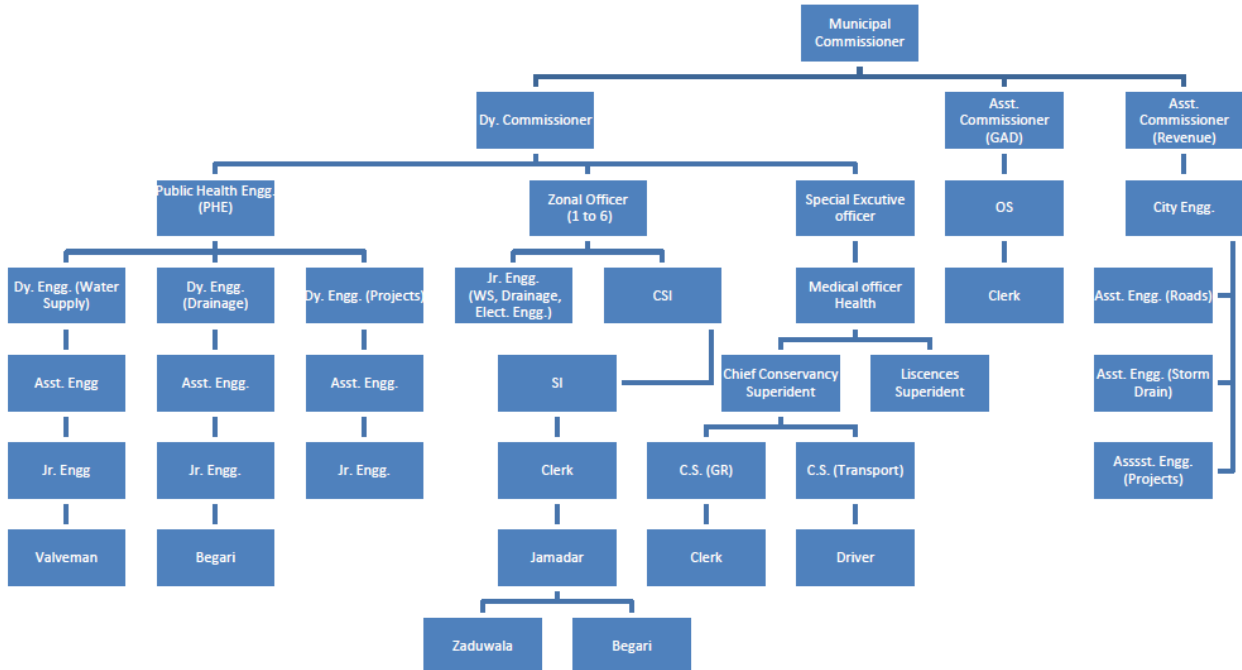 Municipal
Commissioner
Dy. Commissioner
Asst.
Commissioner
(GAD)
Asst.
Commissioner
(Revenue)
Public Health Engg.
(PHE)
Zonal Officer
(1 to 6)
Special Excutive
officer
OS
City Engg.
Dy. Engg. (Water
Supply)
Dy. Engg.
(Drainage)
Dy. Engg. (Projects)
Jr. Engg.
(WS, Drainage,
Elect. Engg.)
CSI
Medical officer
Health
Clerk
Asst. Engg. (Roads)
Asst. Engg
Asst. Engg.
Asst. Engg.
SI
Chief Conservancy
Superident
Liscences
Superident
Asst. Engg. (Storm
Drain)
Jr. Engg
Jr. Engg.
Jr. Engg.
Clerk
C.S. (GR)
C.S. (Transport)
Asssst. Engg.
(Projects)
Valveman
Begari
Jamadar
Clerk
Driver
Zaduwala
Begari